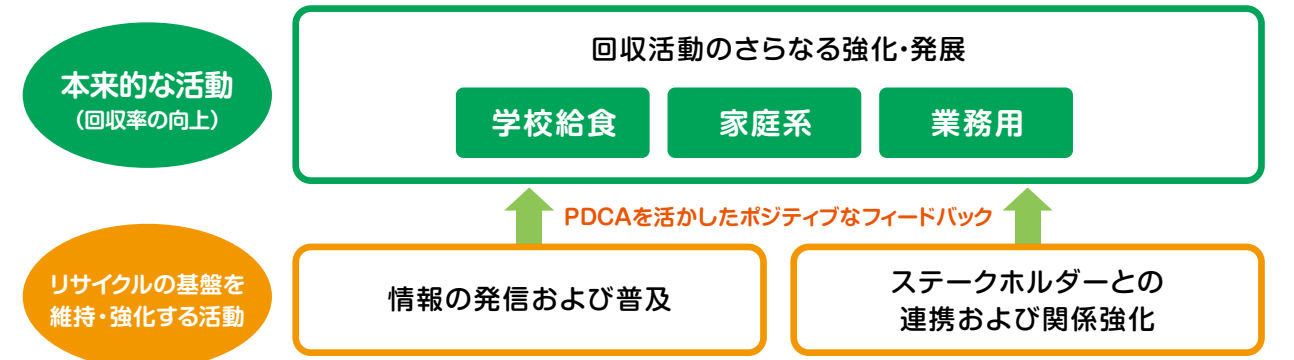 本来的な活動
(回収率の向上)
回収活動のさらなる強化・発展
学校給食
家庭系
業務用
PDCAを活かしたポジティブなフィードバック
リサイクルの基盤を
維持・強化する活動
情報の発信および普及
ステークホルダーとの
連携および関係強化